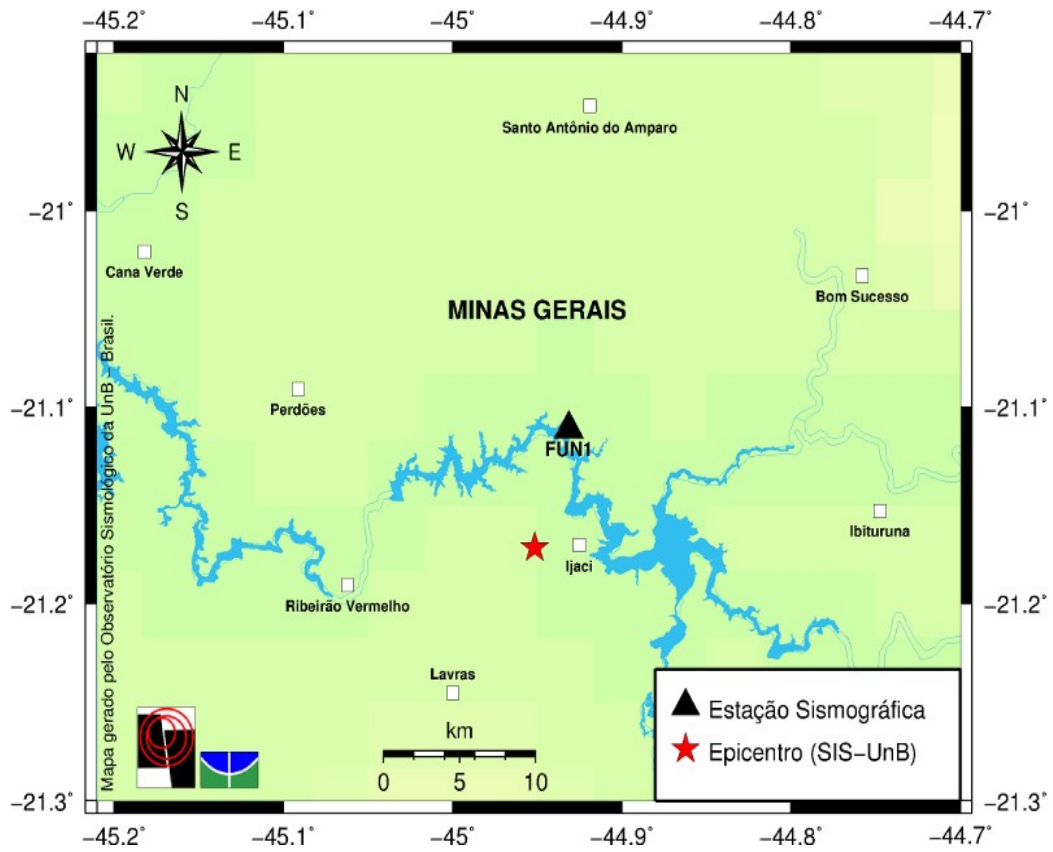 −45.2˚ −45.1˚ −45˚ −44.9˚ −44.8˚ −44.7˚
N
W E
S
Santo Antônio do Amparo
−21˚ −21˚
Cana Verde
Bom Sucesso
MINAS GERAIS
Mapa gerado pelo Observatório Sismológico da UnB − Brasil.
Perdões
−21.1˚ −21.1˚
FUN1
Ibituruna
Ijaci
Ribeirão Vermelho
−21.2˚ −21.2˚
Lavras
km
0 5 10
Estação Sismográfica
Epicentro (SIS−UnB)
−21.3˚ −21.3˚
−45.2˚ −45.1˚ −45˚ −44.9˚ −44.8˚ −44.7˚